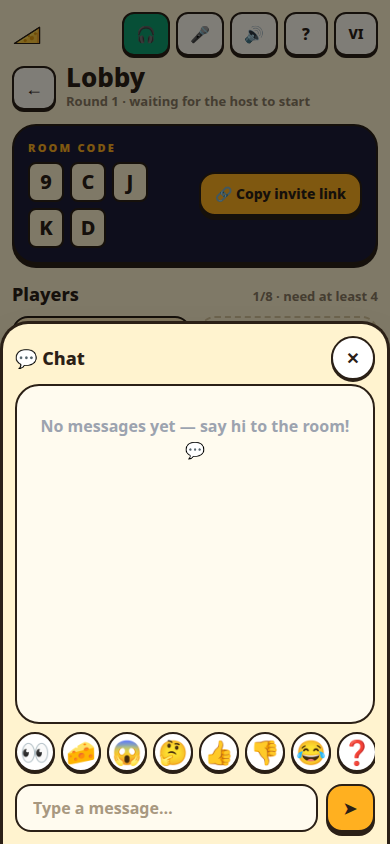 ? VI
← Lobby
Round 1 · waiting for the host to start
ROOM CODE
9 C J
K D
🔗 Copy invite link
Players
1/8 · need at least 4
💬 Chat
✕
No messages yet — say hi to the room!
💬
👀 🧀 😱 🤔 👍 👎 😂 ❓
Type a message...
➤